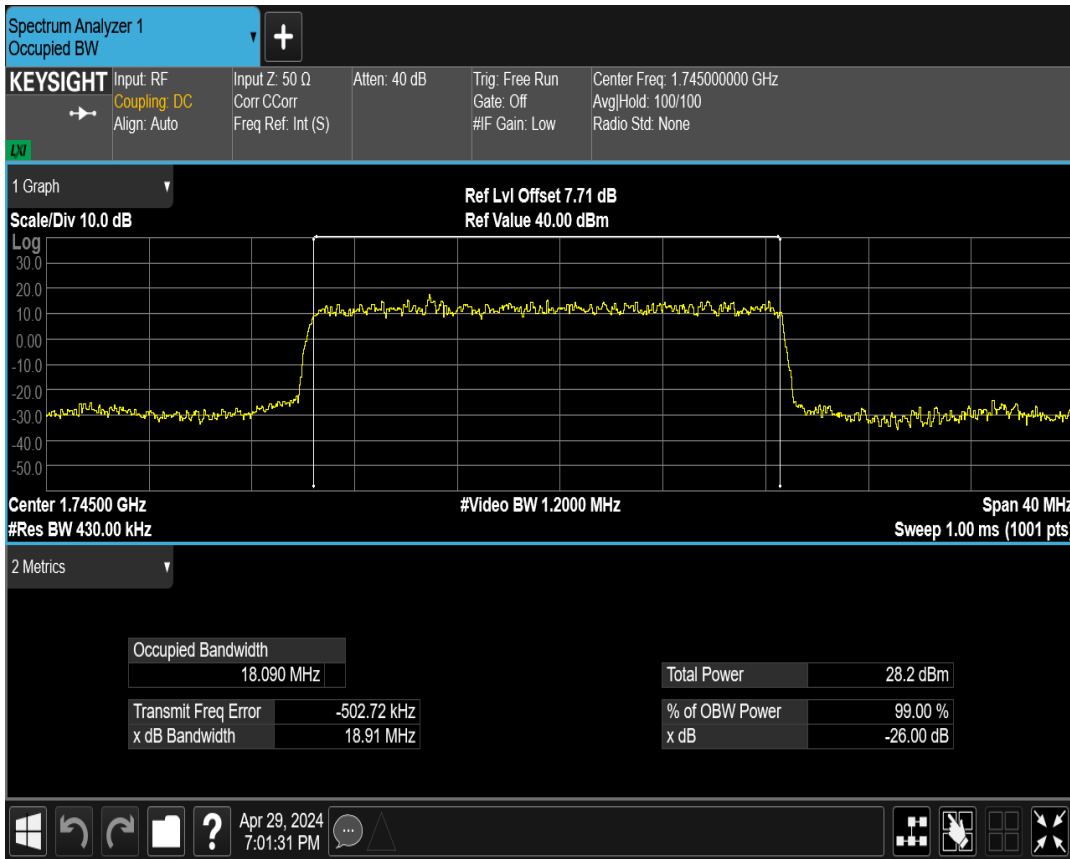 Spectrum Analyzer 1
Occupied BW
KEYSIGHT
LXI
Input: RF
Coupling: DC
Align: Auto
Input Z: 50 Ω
Corr CCorr
Freq Ref: Int (S)
Atten: 40 dB
Trig: Free Run
Gate: Off
#IF Gain: Low
Center Freq: 1.745000000 GHz
Avg|Hold: 100/100
Radio Std: None
1 Graph
Scale/Div 10.0 dB
Ref Lvl Offset 7.71 dB
Ref Value 40.00 dBm
Log
30.0
20.0
10.0
0.00
-10.0
-20.0
-30.0
-40.0
-50.0
Center 1.74500 GHz
#Res BW 430.00 kHz
#Video BW 1.2000 MHz
Span 40 MHz
Sweep 1.00 ms (1001 pts)
2 Metrics
Occupied Bandwidth
18.090 MHz
Transmit Freq Error -502.72 kHz
x dB Bandwidth 18.91 MHz
Total Power 28.2 dBm
% of OBW Power 99.00 %
x dB -26.00 dB
?
Apr 29, 2024
7:01:31 PM